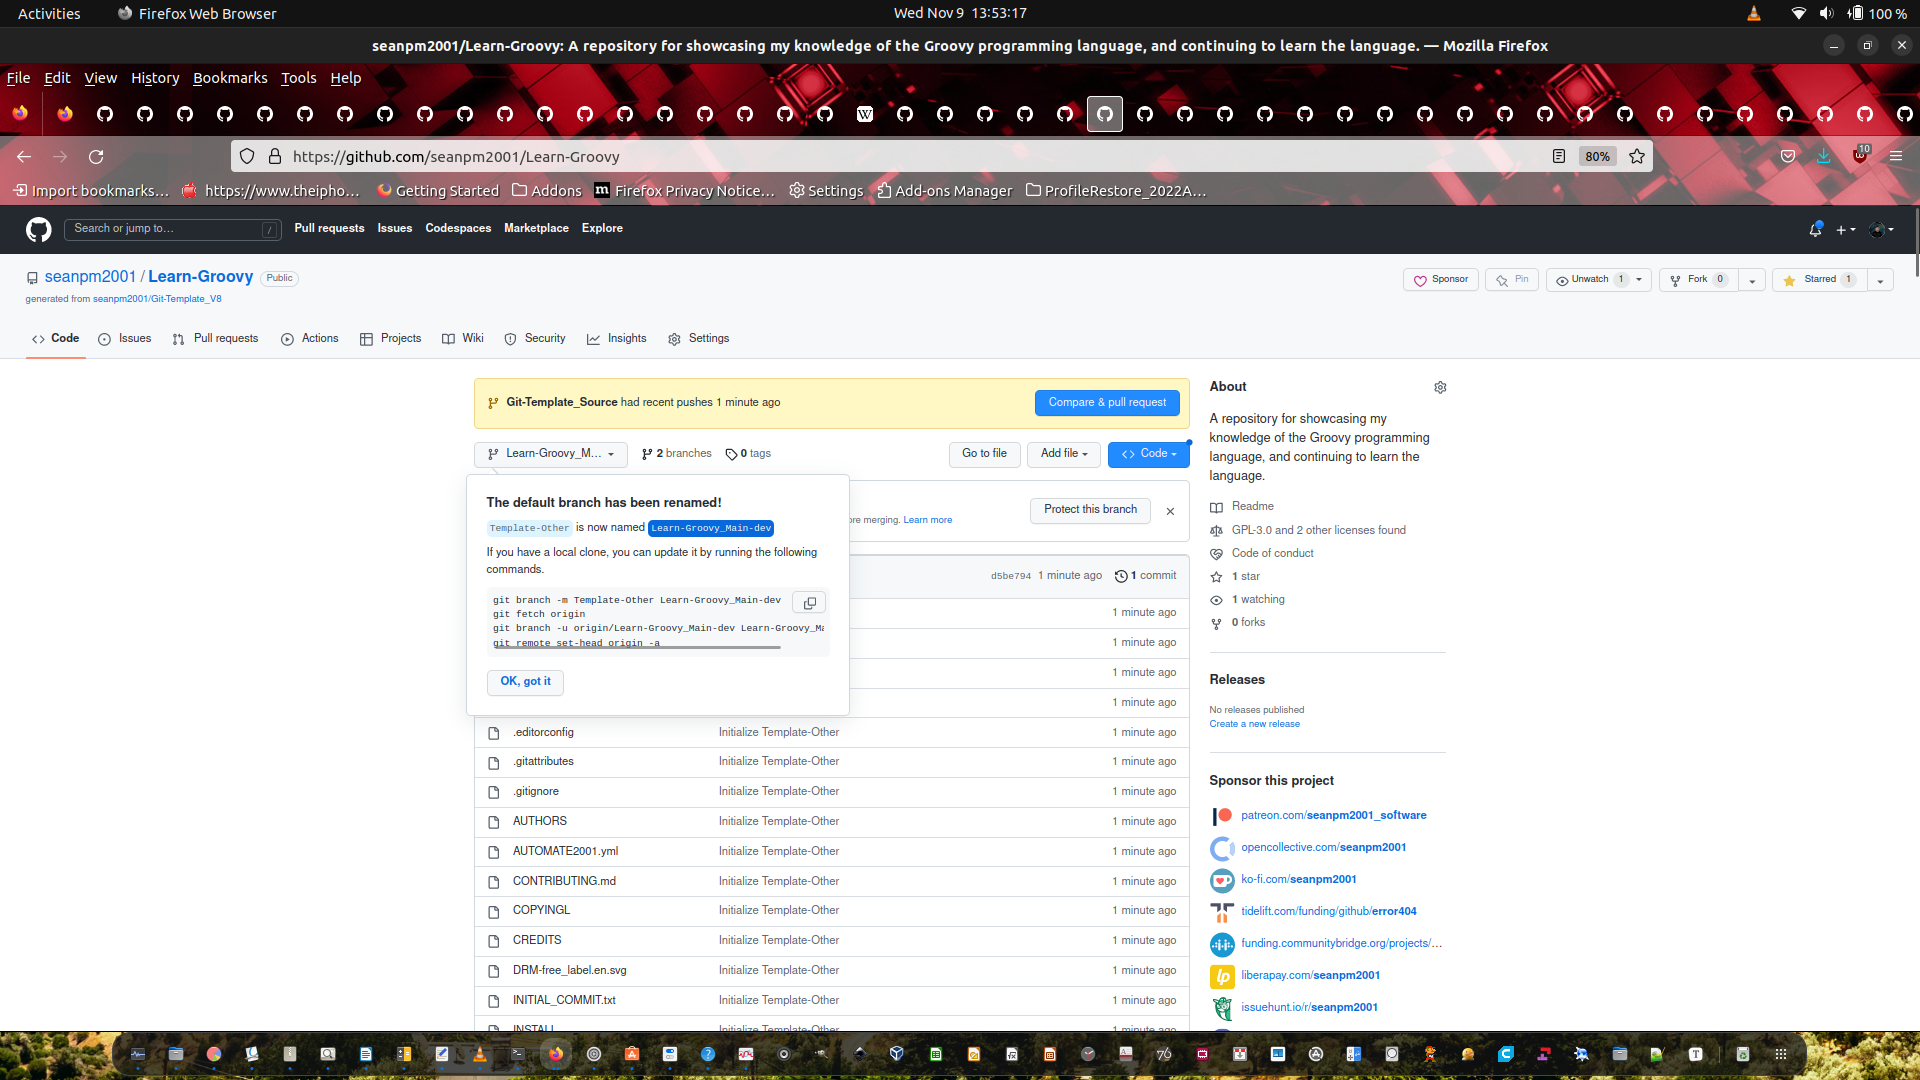 Activities
Firefox Web Browser
Wed Nov 9 13:53:17
100 %
seanpm2001/Learn-Groovy: A repository for showcasing my knowledge of the Groovy programming language, and continuing to learn the language. — Mozilla Firefox
File Edit View History Bookmarks Tools Help
https://github.com/seanpm2001/Learn-Groovy
80%
10
Import bookmarks…
https://www.theipho…
Getting Started
Addons
Firefox Privacy Notice…
Settings
Add-ons Manager
ProfileRestore_2022A…
Search or jump to…
/
Pull requests
Issues
Codespaces
Marketplace
Explore
seanpm2001 / Learn-Groovy
Public
Sponsor
Pin
Unwatch 1
Fork 0
Starred 1
generated from seanpm2001/Git-Template_V8
Code
Issues
Pull requests
Actions
Projects
Wiki
Security
Insights
Settings
Git-Template_Source had recent pushes 1 minute ago
Compare & pull request
Learn-Groovy_M…
2 branches
0 tags
Go to file
Add file
Code
The default branch has been renamed!
Template-Other is now named Learn-Groovy_Main-dev
If you have a local clone, you can update it by running the following
commands.
git branch -m Template-Other Learn-Groovy_Main-dev
git fetch origin
git branch -u origin/Learn-Groovy_Main-dev Learn-Groovy_Ma
git remote set-head origin -a
OK, got it
ore merging. Learn more
Protect this branch
d5be794 1 minute ago
1 commit
1 minute ago
1 minute ago
1 minute ago
1 minute ago
.editorconfig Initialize Template-Other 1 minute ago
.gitattributes Initialize Template-Other 1 minute ago
.gitignore Initialize Template-Other 1 minute ago
AUTHORS Initialize Template-Other 1 minute ago
AUTOMATE2001.yml Initialize Template-Other 1 minute ago
CONTRIBUTING.md Initialize Template-Other 1 minute ago
COPYINGL Initialize Template-Other 1 minute ago
CREDITS Initialize Template-Other 1 minute ago
DRM-free_label.en.svg Initialize Template-Other 1 minute ago
INITIAL_COMMIT.txt Initialize Template-Other 1 minute ago
INSTALL Initialize Template-Other 1 minute ago
About
A repository for showcasing my
knowledge of the Groovy programming
language, and continuing to learn the
language.
Readme
GPL-3.0 and 2 other licenses found
Code of conduct
1 star
1 watching
0 forks
Releases
No releases published
Create a new release
Sponsor this project
patreon.com/seanpm2001_software
opencollective.com/seanpm2001
ko-fi.com/seanpm2001
tidelift.com/funding/github/error404
funding.communitybridge.org/projects/…
liberapay.com/seanpm2001
issuehunt.io/r/seanpm2001